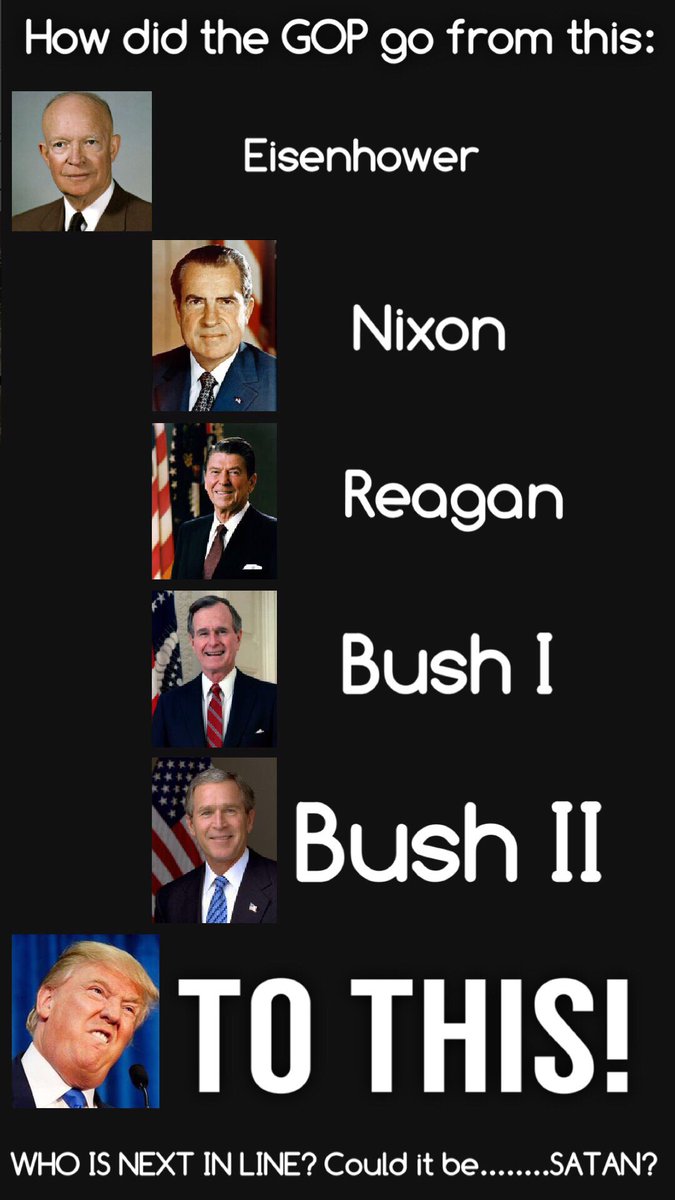 How did the GOP go from this:
Eisenhower
Nixon
Reagan
Bush I
Bush II
TO THIS!
WHO IS NEXT IN LINE? Could it be........SATAN?